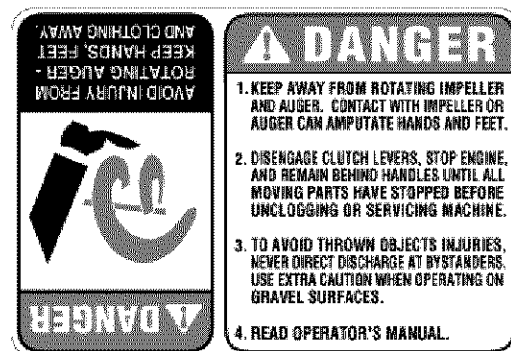 DANGER
AVOID INJURY FROM
ROTATING AUGER -
KEEP HANDS, FEET
AND CLOTHING AWAY.
DANGER
1. KEEP AWAY FROM ROTATING IMPELLER
AND AUGER. CONTACT WITH IMPELLER OR
AUGER CAN AMPUTATE HANDS AND FEET.
2. DISENGAGE CLUTCH LEVERS, STOP ENGINE,
AND REMAIN BEHIND HANDLES UNTIL ALL
MOVING PARTS HAVE STOPPED BEFORE
UNCLOGGING OR SERVICING MACHINE.
3. TO AVOID THROWN OBJECTS INJURIES,
NEVER DIRECT DISCHARGE AT BYSTANDERS.
USE EXTRA CAUTION WHEN OPERATING ON
GRAVEL SURFACES.
4. READ OPERATOR'S MANUAL.